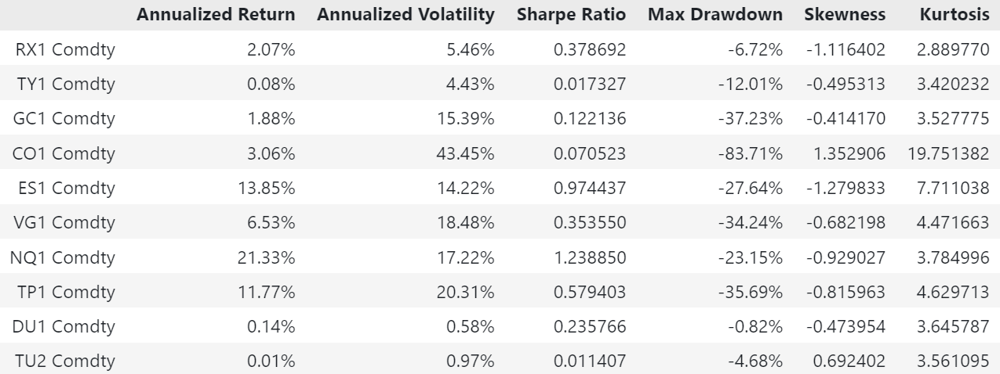 Annualized Return Annualized Volatility Sharpe Ratio Max Drawdown Skewness Kurtosis
RX1 Comdty 2.07% 5.46% 0.378692 -6.72% -1.116402 2.889770
TY1 Comdty 0.08% 4.43% 0.017327 -12.01% -0.495313 3.420232
GC1 Comdty 1.88% 15.39% 0.122136 -37.23% -0.414170 3.527775
CO1 Comdty 3.06% 43.45% 0.070523 -83.71% 1.352906 19.751382
ES1 Comdty 13.85% 14.22% 0.974437 -27.64% -1.279833 7.711038
VG1 Comdty 6.53% 18.48% 0.353550 -34.24% -0.682198 4.471663
NQ1 Comdty 21.33% 17.22% 1.238850 -23.15% -0.929027 3.784996
TP1 Comdty 11.77% 20.31% 0.579403 -35.69% -0.815963 4.629713
DU1 Comdty 0.14% 0.58% 0.235766 -0.82% -0.473954 3.645787
TU2 Comdty 0.01% 0.97% 0.011407 -4.68% 0.692402 3.561095